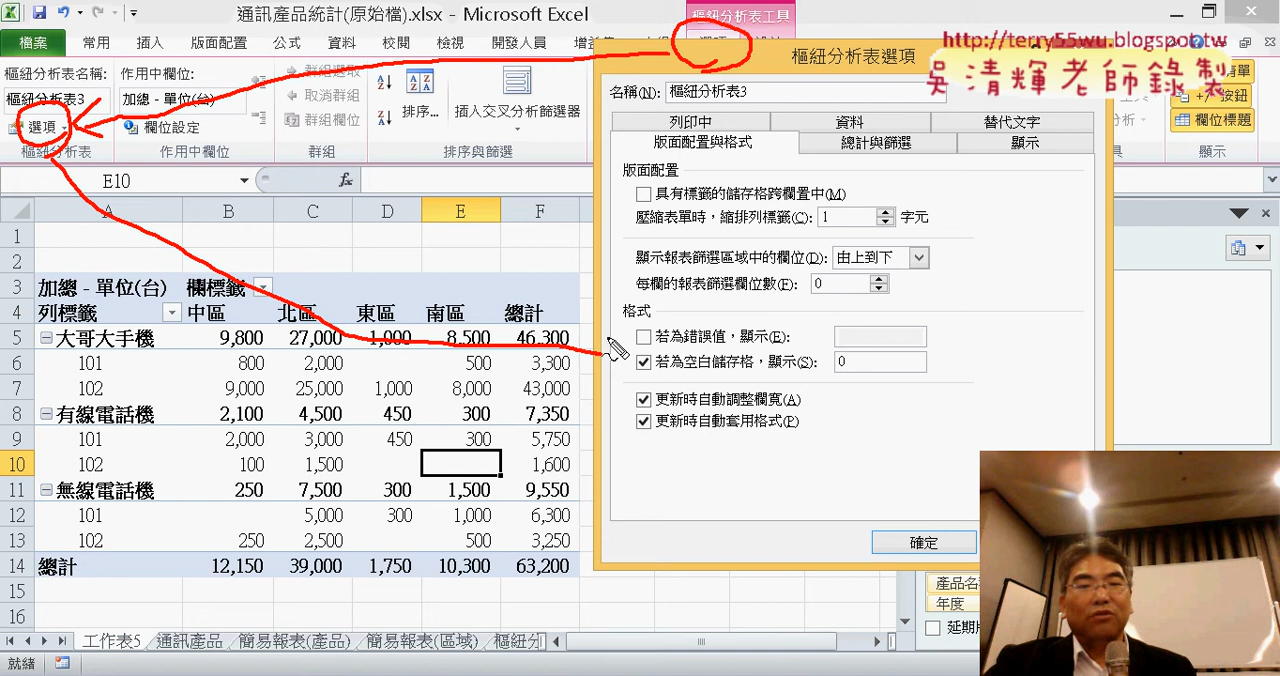 通訊產品統計(原始檔).xlsx - Microsoft Excel
樞紐分析表工具
檔案 常用 插入 版面配置 公式 資料 校閱 檢視 開發人員
http://terry55wu.blogspot.tw
吳清輝老師錄製
樞紐分析表名稱: 作用中欄位:
樞紐分析表3 加總 - 單位(台)
選項 欄位設定
樞紐分析表 作用中欄位
群組選取
取消群組
群組欄位
群組
排序... 插入交叉分析篩選器
排序與篩選
+/- 按鈕
欄位標題
顯示
E10 fx
A B C D E F
1
2
3 加總 - 單位(台) 欄標籤
4 列標籤 中區 北區 東區 南區 總計
5 大哥大手機 9,800 27,000 1,000 8,500 46,300
6 101 800 2,000 500 3,300
7 102 9,000 25,000 1,000 8,000 43,000
8 有線電話機 2,100 4,500 450 300 7,350
9 101 2,000 3,000 450 300 5,750
10 102 100 1,500 1,600
11 無線電話機 250 7,500 300 1,500 9,550
12 101 5,000 300 1,000 6,300
13 102 250 2,500 500 3,250
14 總計 12,150 39,000 1,750 10,300 63,200
15
16
工作表5 通訊產品 簡易報表(產品) 簡易報表(區域)
就緒
樞紐分析表選項
名稱(N): 樞紐分析表3
列印中 資料 替代文字
版面配置與格式 總計與篩選 顯示
版面配置
具有標籤的儲存格跨欄置中(M)
壓縮表單時，縮排列標籤(C): 1 字元
顯示報表篩選區域中的欄位(D): 由上到下
每欄的報表篩選欄位數(F): 0
格式
若為錯誤值，顯示(E):
若為空白儲存格，顯示(S): 0
更新時自動調整欄寬(A)
更新時自動套用格式(P)
確定
年度